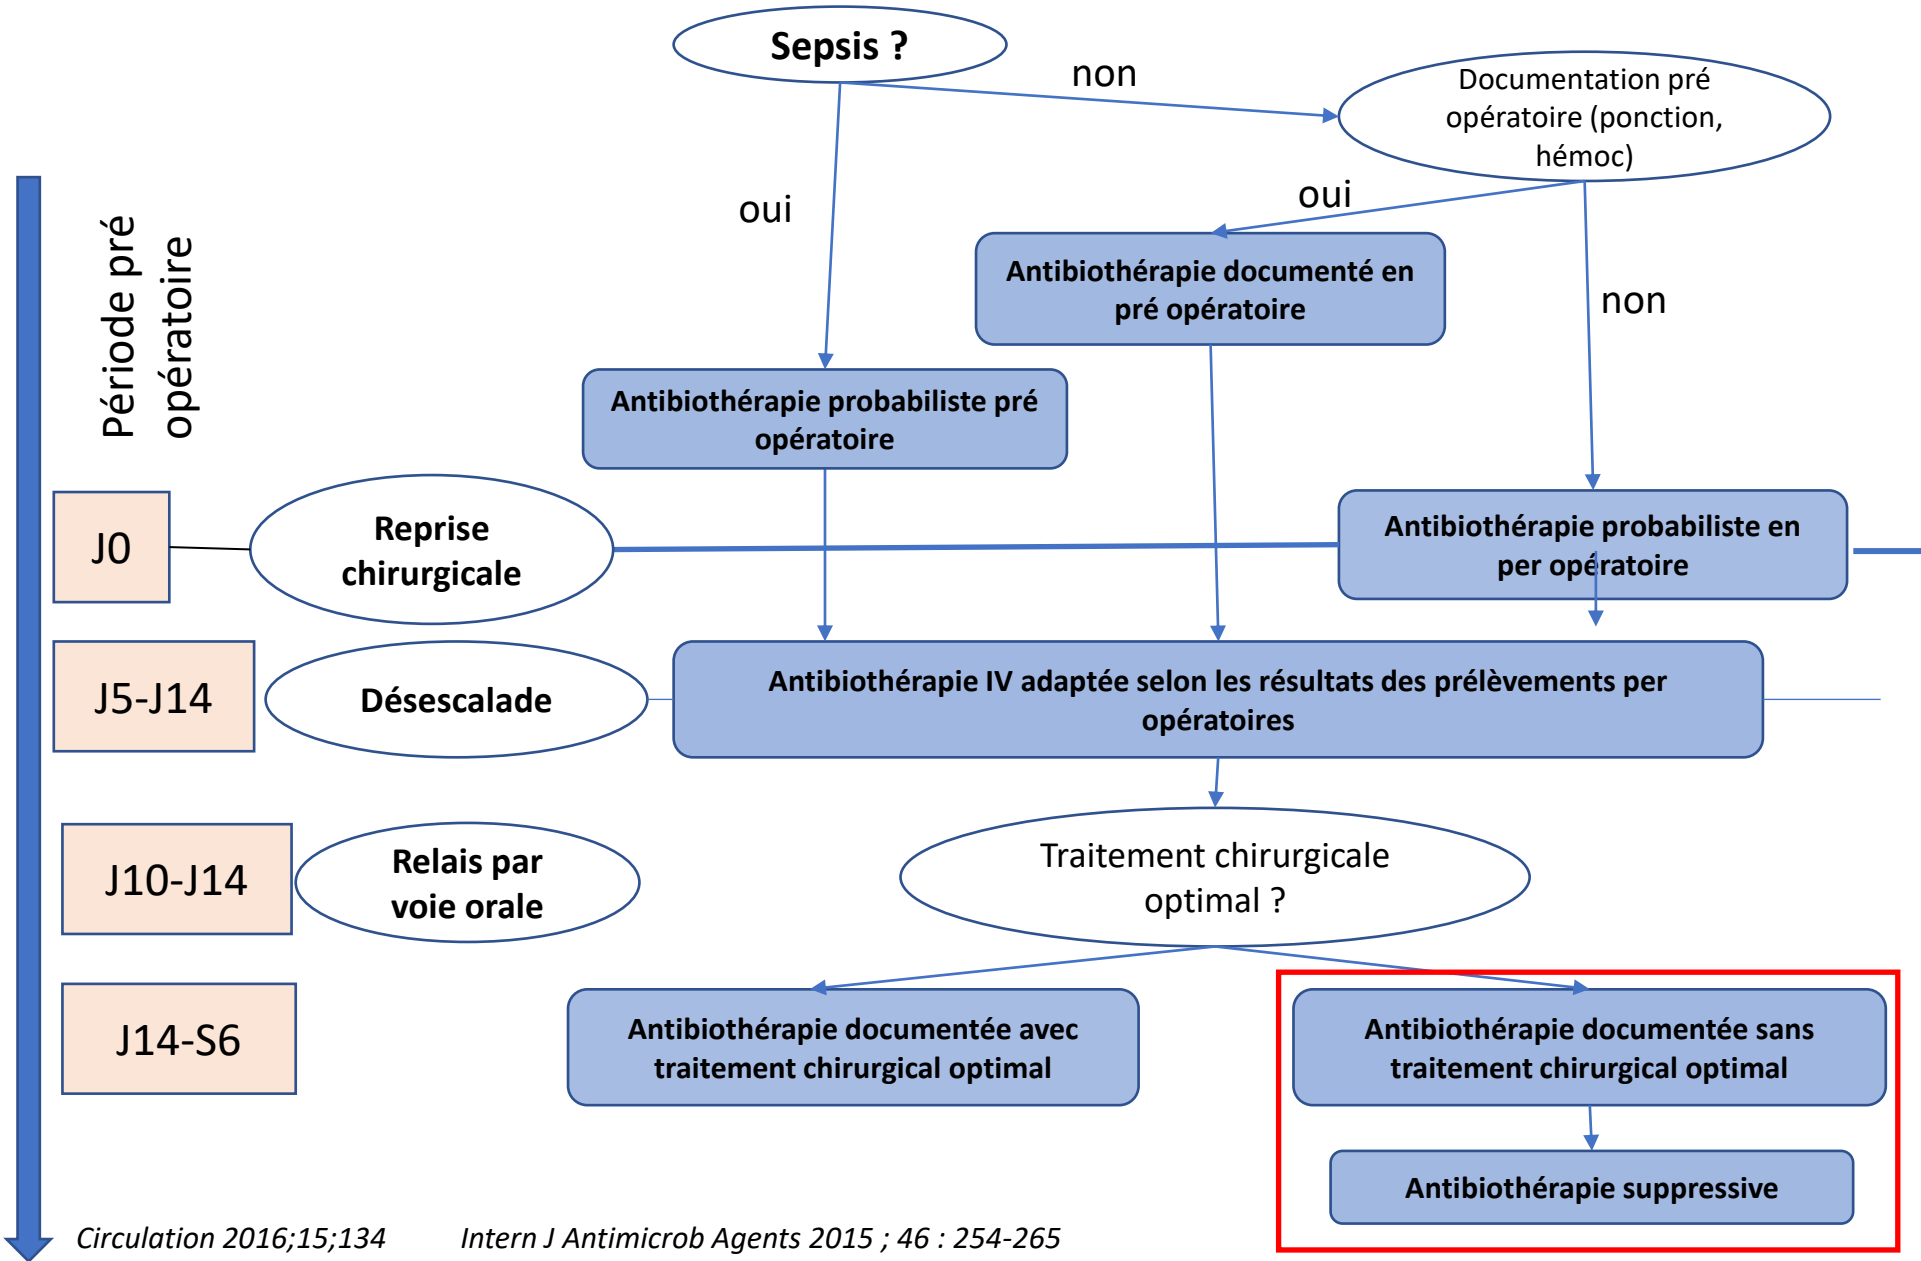 Sepsis ?
non
Documentation pré
opératoire (ponction,
hémoc)
oui
oui
non
Période pré
opératoire
Antibiothérapie documenté en
pré opératoire
Antibiothérapie probabiliste pré
opératoire
J0
Reprise
chirurgicale
Antibiothérapie probabiliste en
per opératoire
J5-J14
Désescalade
Antibiothérapie IV adaptée selon les résultats des prélèvements per
opératoires
J10-J14
Relais par
voie orale
Traitement chirurgicale
optimal ?
J14-S6
Antibiothérapie documentée avec
traitement chirurgical optimal
Antibiothérapie documentée sans
traitement chirurgical optimal
Antibiothérapie suppressive
Circulation 2016;15;134
Intern J Antimicrob Agents 2015 ; 46 : 254-265